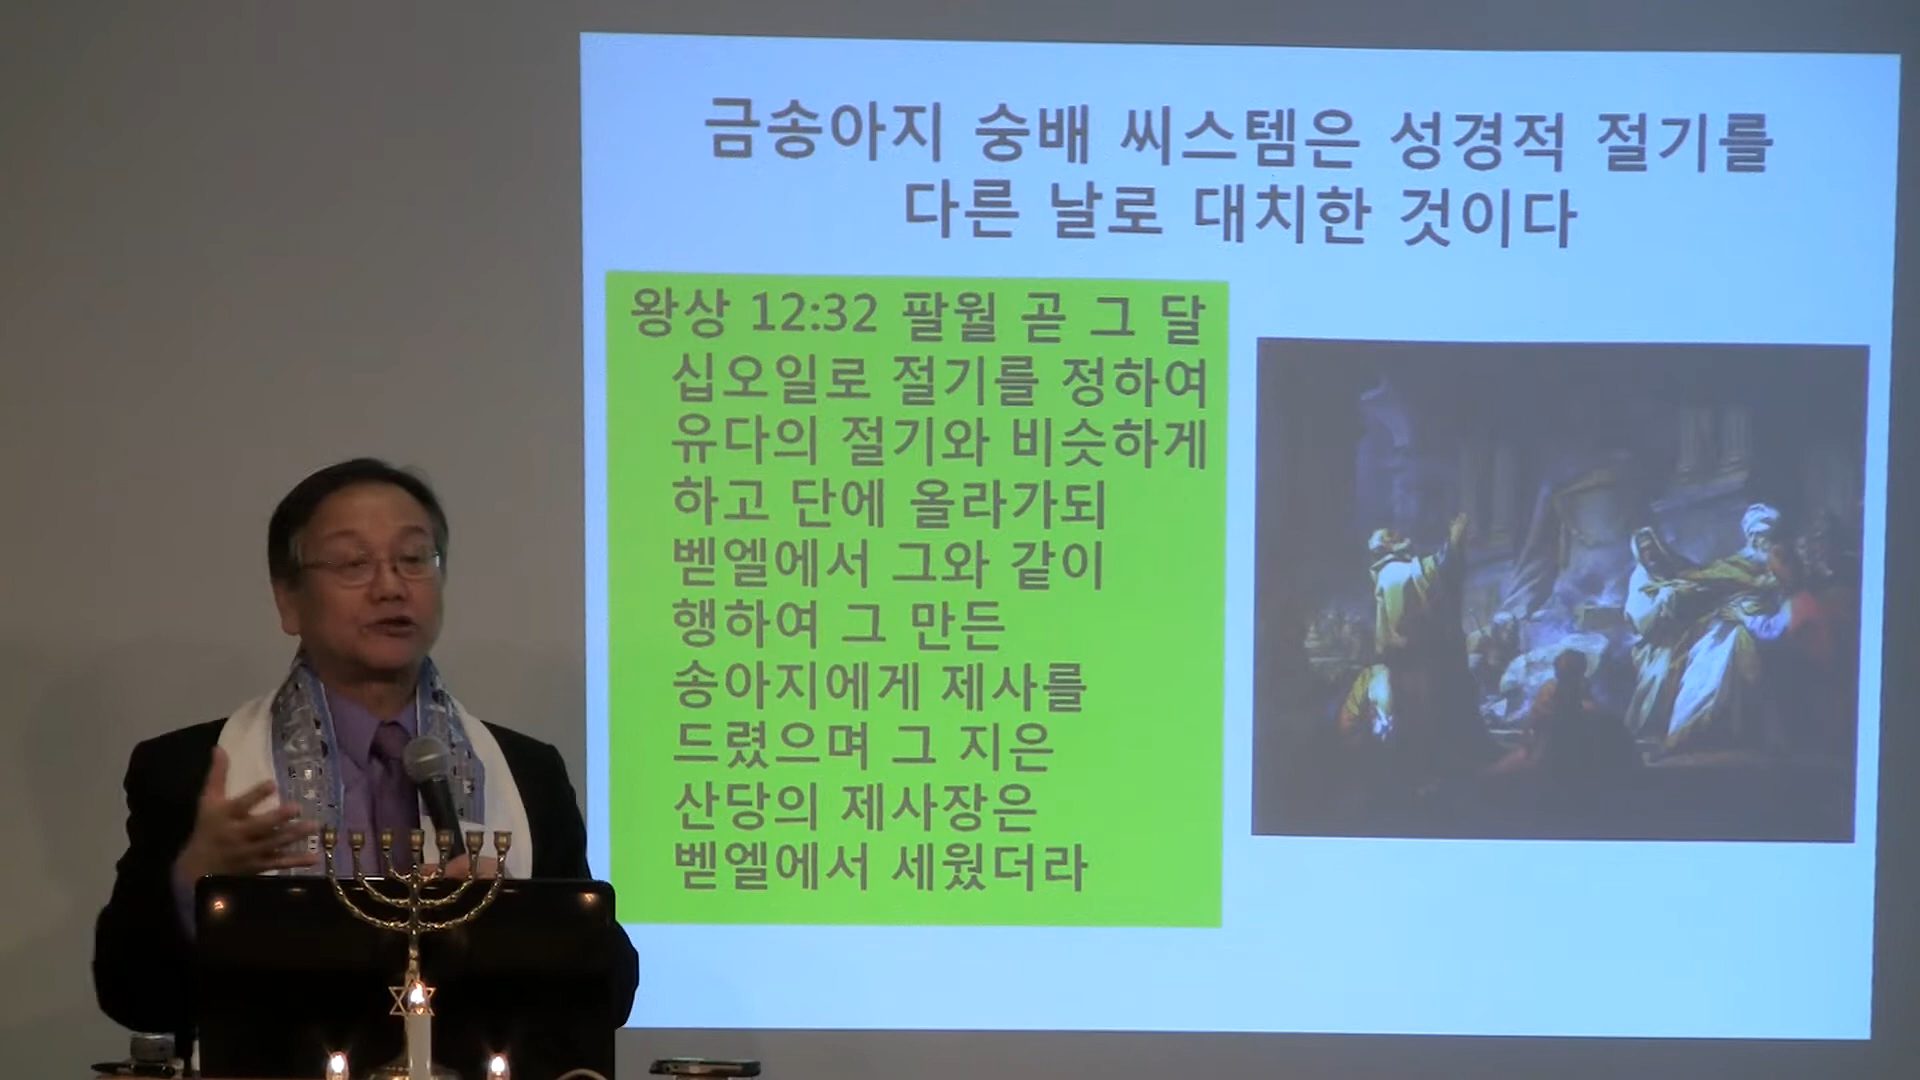 금송아지 숭배 씨스템은 성경적 절기를
다른 날로 대치한 것이다
왕상 12:32 팔월 곧 그 달
십오일로 절기를 정하여
유다의 절기와 비슷하게
하고 단에 올라가되
벧엘에서 그와 같이
행하여 그 만든
송아지에게 제사를
드렸으며 그 지은
산당의 제사장은
벧엘에서 세웠더라